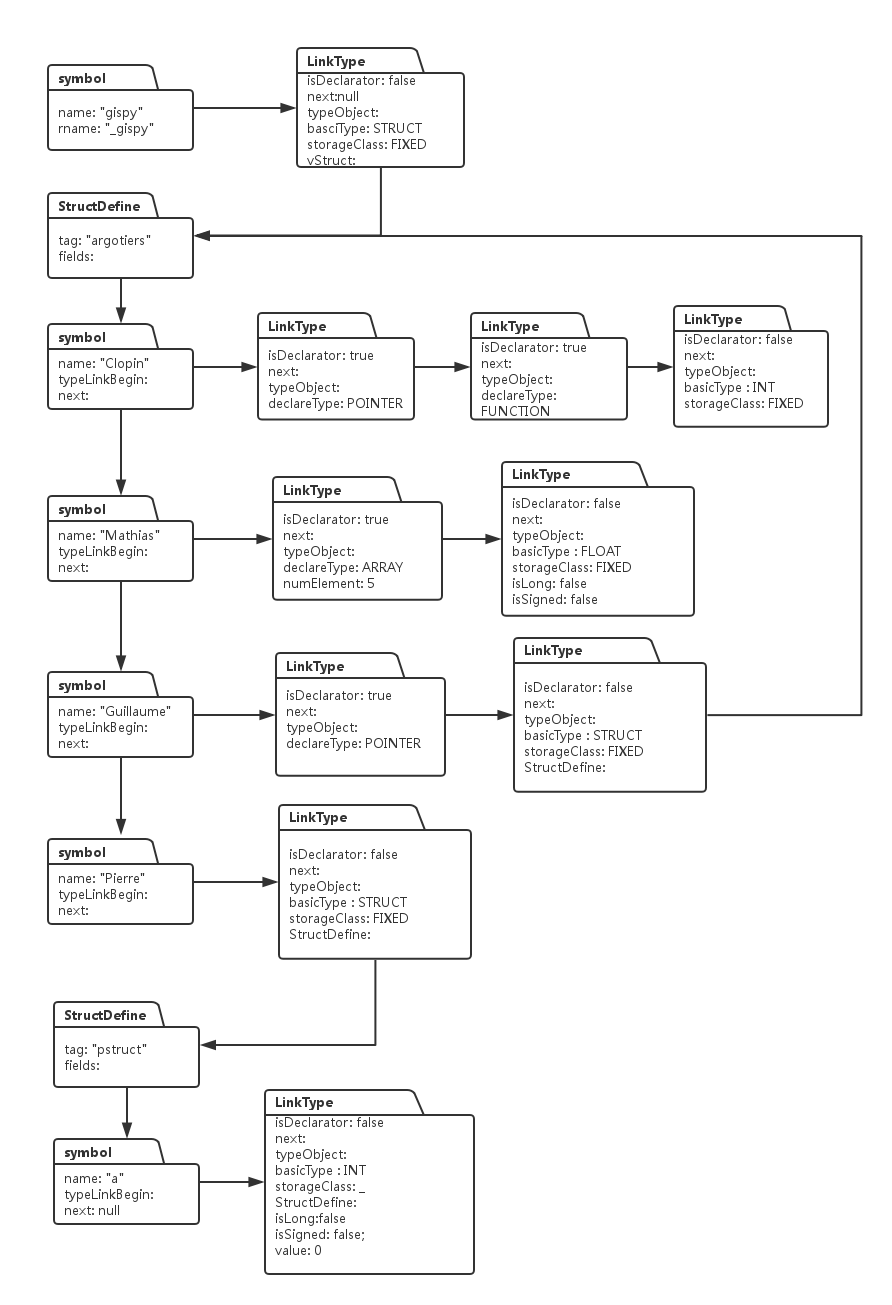 symbol
name: "gispy"
rname: "_gispy"
LinkType
isDeclarator: false
next:null
typeObject:
basciType: STRUCT
storageClass: FIXED
vStruct:
StructDefine
tag: "argotiers"
fields:
symbol
name: "Clopin"
typeLinkBegin:
next:
LinkType
isDeclarator: true
next:
typeObject:
declareType: POINTER
LinkType
isDeclarator: true
next:
typeObject:
declareType:
FUNCTION
LinkType
isDeclarator: false
next:
typeObject:
basicType : INT
storageClass: FIXED
symbol
name: "Mathias"
typeLinkBegin:
next:
LinkType
isDeclarator: true
next:
typeObject:
declareType: ARRAY
numElement: 5
LinkType
isDeclarator: false
next:
typeObject:
basicType : FLOAT
storageClass: FIXED
isLong: false
isSigned: false
symbol
name: "Guillaume"
typeLinkBegin:
next:
LinkType
isDeclarator: true
next:
typeObject:
declareType: POINTER
LinkType
isDeclarator: false
next:
typeObject:
basicType : STRUCT
storageClass: FIXED
StructDefine:
symbol
name: "Pierre"
typeLinkBegin:
next:
LinkType
isDeclarator: false
next:
typeObject:
basicType : STRUCT
storageClass: FIXED
StructDefine:
StructDefine
tag: "pstruct"
fields:
symbol
name: "a"
typeLinkBegin:
next: null
LinkType
isDeclarator: false
next:
typeObject:
basicType : INT
storageClass: _
StructDefine:
isLong:false
isSigned: false;
value: 0